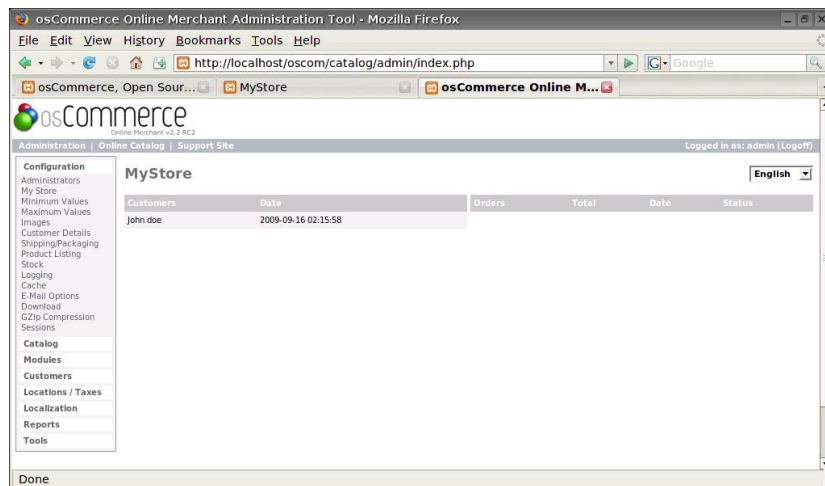 osCommerce Online Merchant Administration Tool - Mozilla Firefox
File Edit View History Bookmarks Tools Help
http://localhost/oscom/catalog/admin/index.php
Google
osCommerce, Open Sour...
MyStore
osCommerce Online M...
osCommerce
Online Merchant v2.2 RC2
Administration | Online Catalog | Support Site
Logged in as: admin (Logoff)
Configuration
Administrators
My Store
Minimum Values
Maximum Values
Images
Customer Details
Shipping/Packaging
Product Listing
Stock
Logging
Cache
E-Mail Options
Download
GZip Compression
Sessions
Catalog
Modules
Customers
Locations / Taxes
Localization
Reports
Tools
MyStore
English
Customers Date
John doe 2009-09-16 02:15:58
Orders Total Date Status
Done